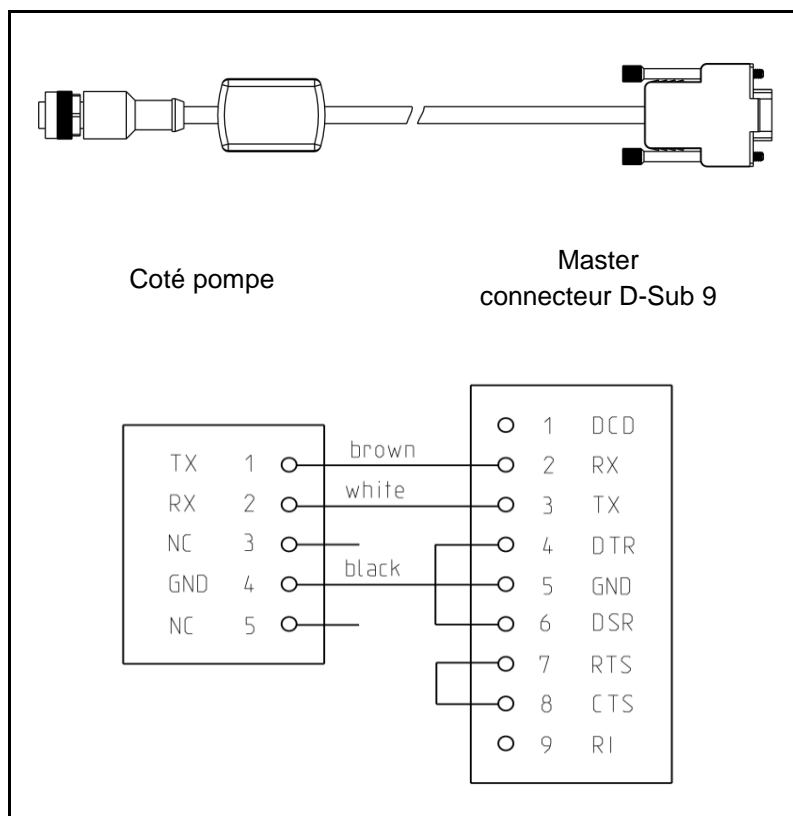 Coté pompe
Master
connecteur D-Sub 9
TX 1
RX 2
NC 3
GND 4
NC 5
brown
white
black
1 DCD
2 RX
3 TX
4 DTR
5 GND
6 DSR
7 RTS
8 CTS
9 RI